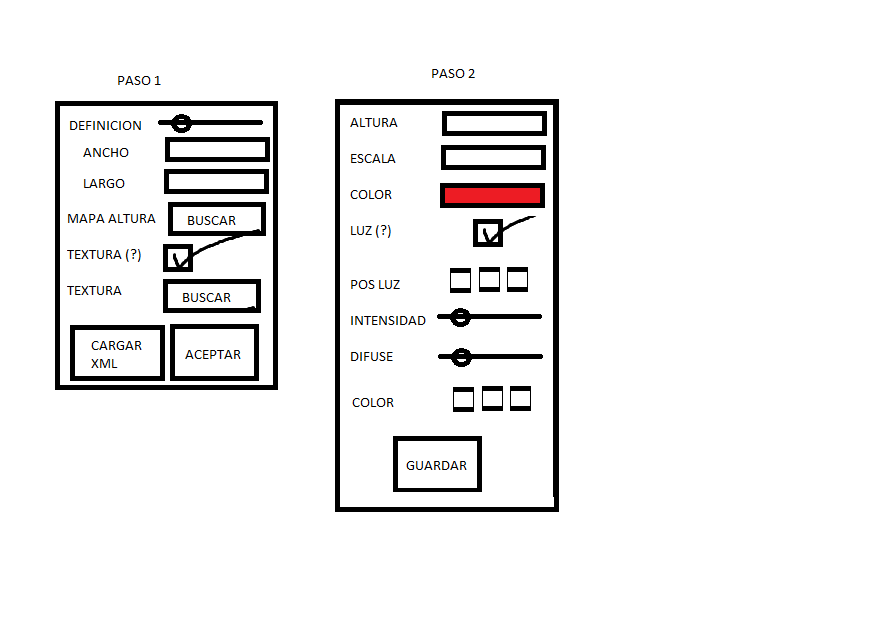 PASO 1
DEFINICION
ANCHO
LARGO
MAPA ALTURA BUSCAR
TEXTURA (?)
TEXTURA BUSCAR
CARGAR
XML
ACEPTAR
PASO 2
ALTURA
ESCALA
COLOR
LUZ (?)
POS LUZ
INTENSIDAD
DIFUSE
COLOR
GUARDAR